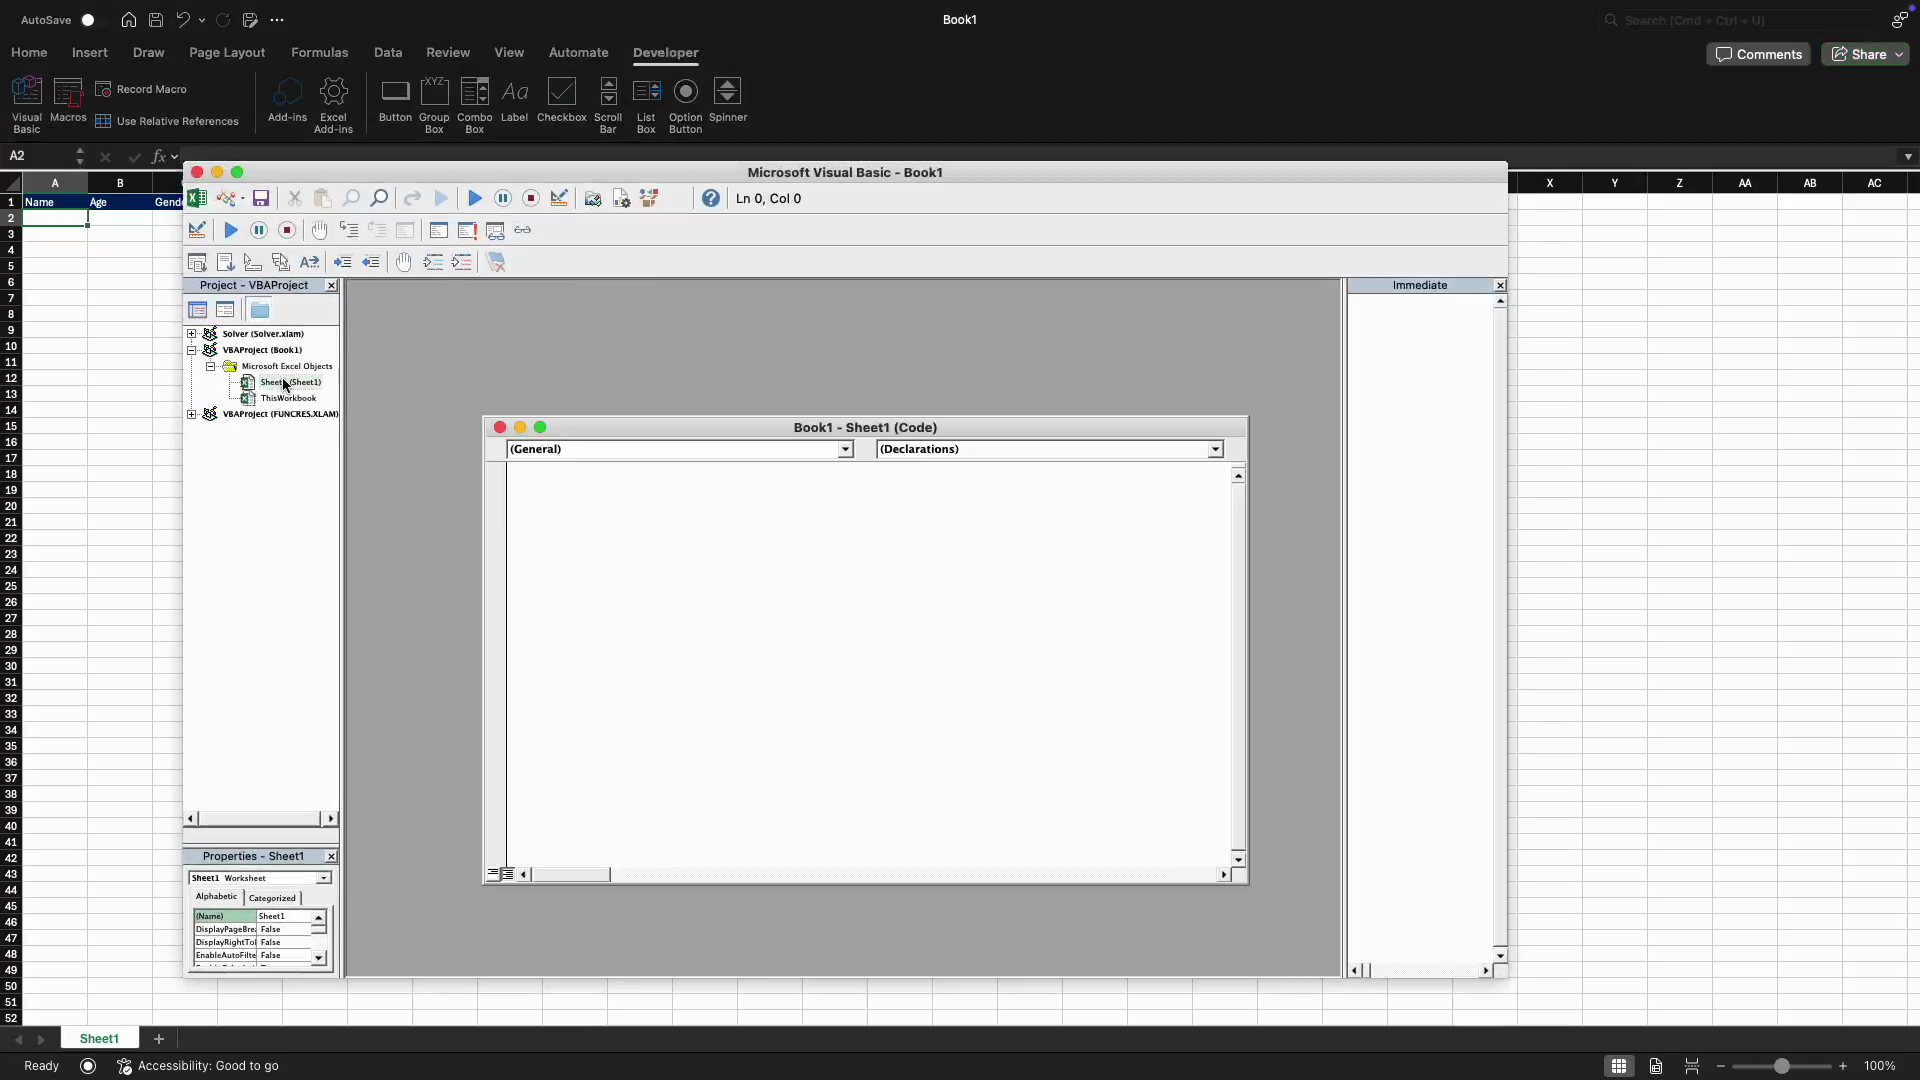 AutoSave
Book1
Search (Cmd + Ctrl + U)
Home Insert Draw Page Layout Formulas Data Review View Automate Developer
Comments Share
Visual Basic
Macros
Record Macro
Use Relative References
Add-ins
Excel Add-ins
Button
Group Box
Combo Box
Label
Checkbox
Scroll Bar
List Box
Option Button
Spinner
A2
fx
Microsoft Visual Basic - Book1
A B X Y Z AA AB AC
1 Name Age
Ln 0, Col 0
2
3
4
5
6
7
8
9
10
11
12
13
14
15
16
17
18
19
20
21
22
23
24
25
26
27
28
29
30
31
32
33
34
35
36
37
38
39
40
41
42
43
44
45
46
47
48
49
50
51
52
Project - VBAProject
Solver (Solver.xlam)
VBAProject (Book1)
Microsoft Excel Objects
(Sheet1)
ThisWorkbook
VBAProject (FUNCRES.XLAM)
Book1 - Sheet1 (Code)
(General) (Declarations)
Immediate
Properties - Sheet1
Sheet1 Worksheet
Alphabetic Categorized
(Name) Sheet1
DisplayPageBre False
DisplayRightTo False
EnableAutoFilte False
Sheet1
Ready
Accessibility: Good to go
100%